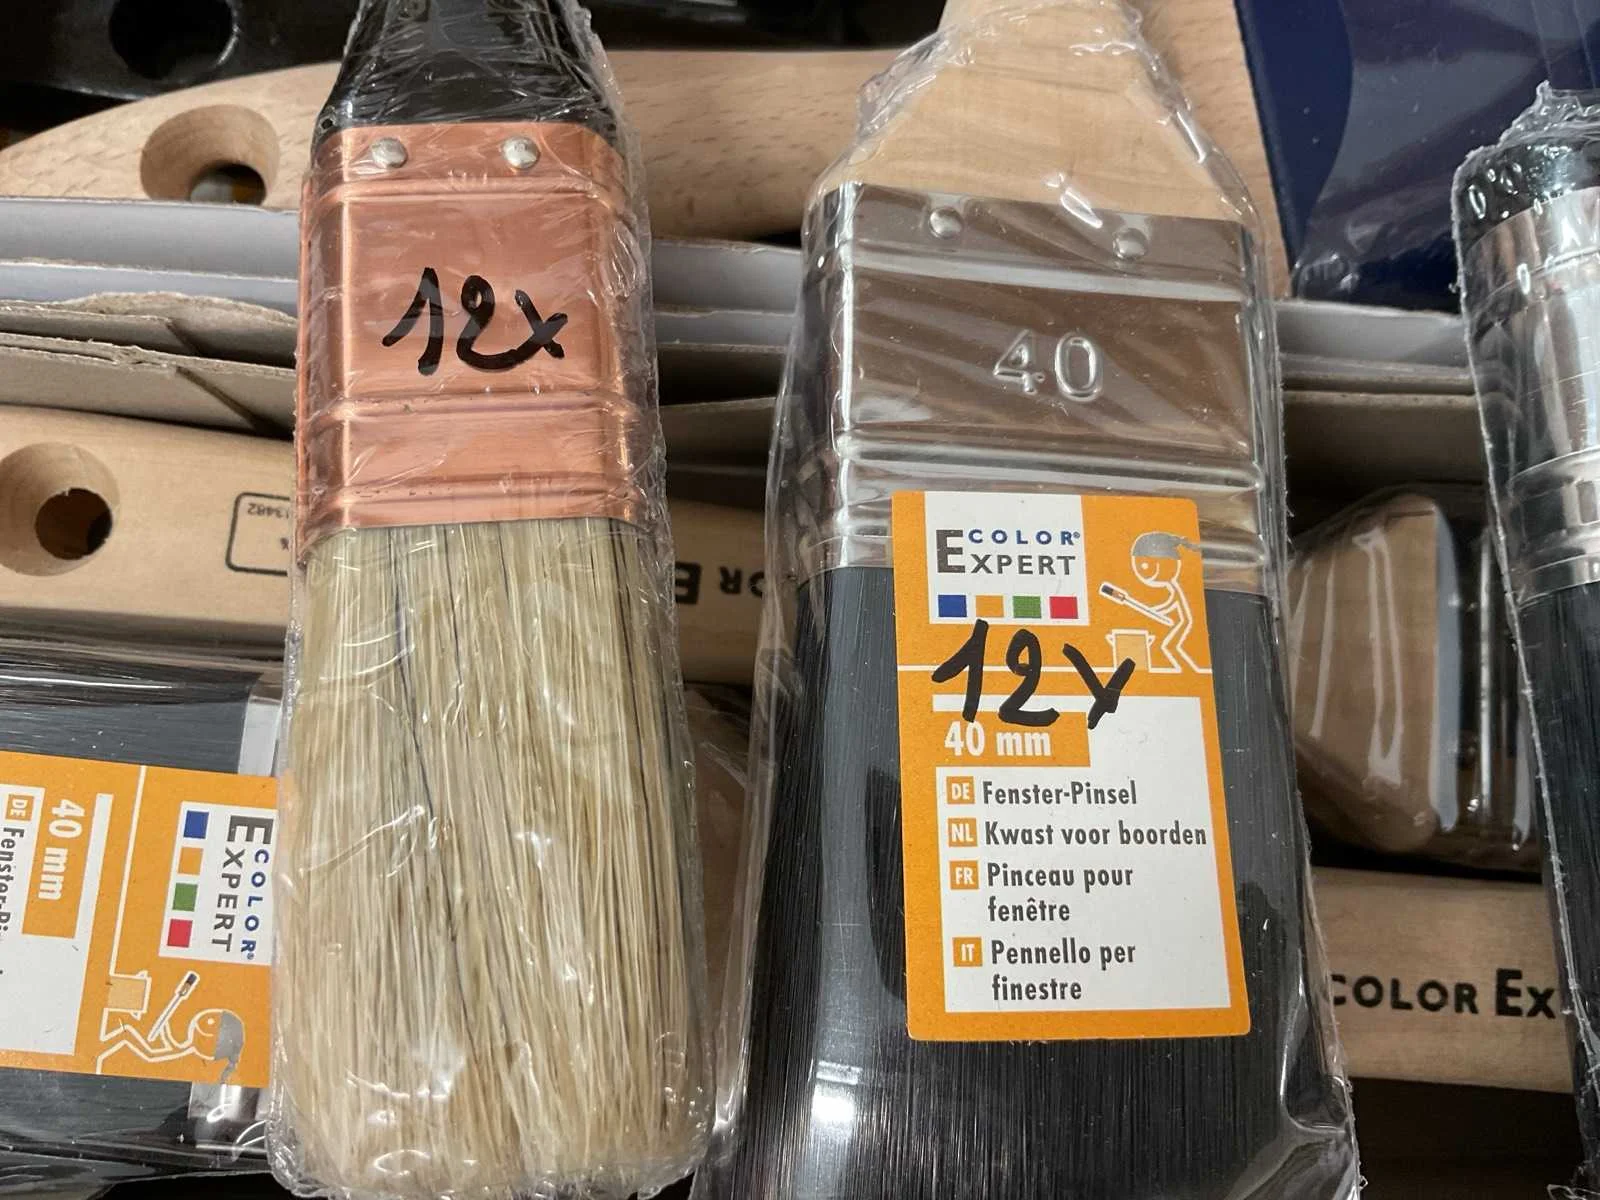 12x
40
COLOR®
EXPERT
12x
40 mm
DE Fenster-Pinsel
NL Kwast voor boorden
FR Pinceau pour
fenêtre
IT Pennello per
finestre
COLOR®
EXPERT
40 mm
DE
13482
COLOR EX